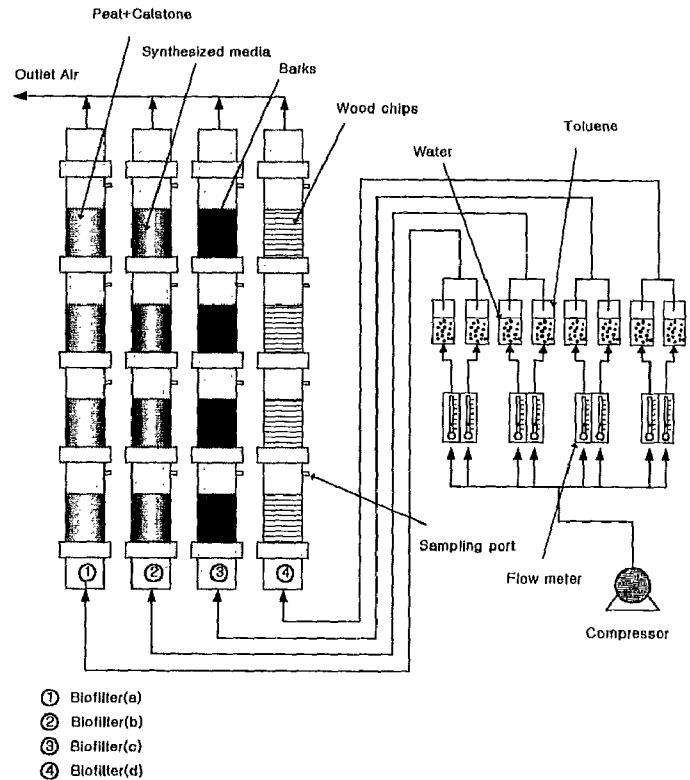 Peat+Calstone
Synthesized media
Outlet Air
Barks
Wood chips
Water
Toluene
Sampling port
Flow meter
Compressor
① ② ③ ④
① Biofilter(a)
② Biofilter(b)
③ Biofilter(c)
④ Biofilter(d)